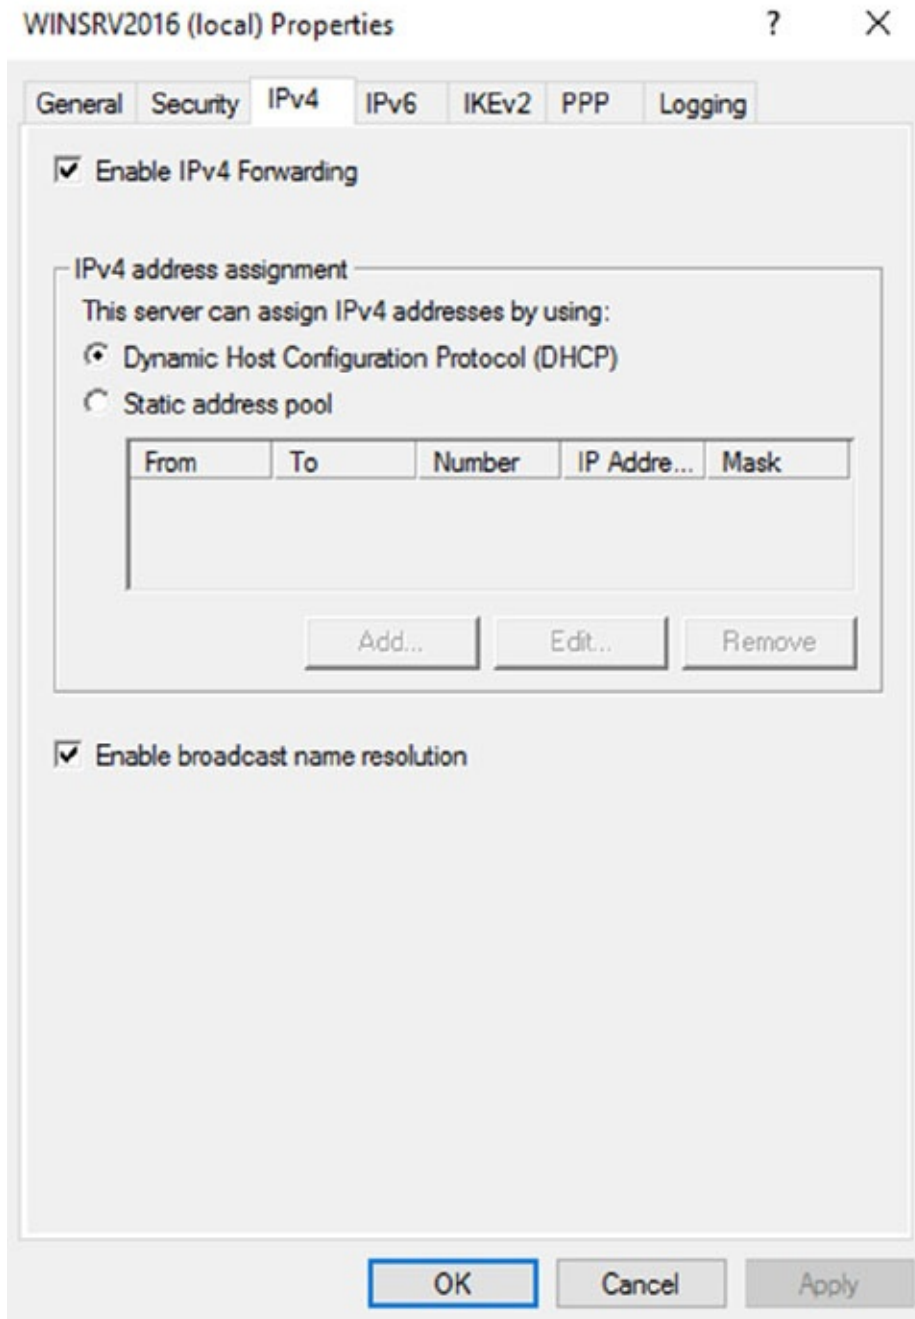 WINSRV2016 (local) Properties ?
General Security IPv4 IPv6 IKEv2 PPP Logging
Enable IPv4 Forwarding
IPv4 address assignment
This server can assign IPv4 addresses by using:
Dynamic Host Configuration Protocol (DHCP)
Static address pool
From To Number IP Addre... Mask
Add... Edit... Remove
Enable broadcast name resolution
OK Cancel Apply